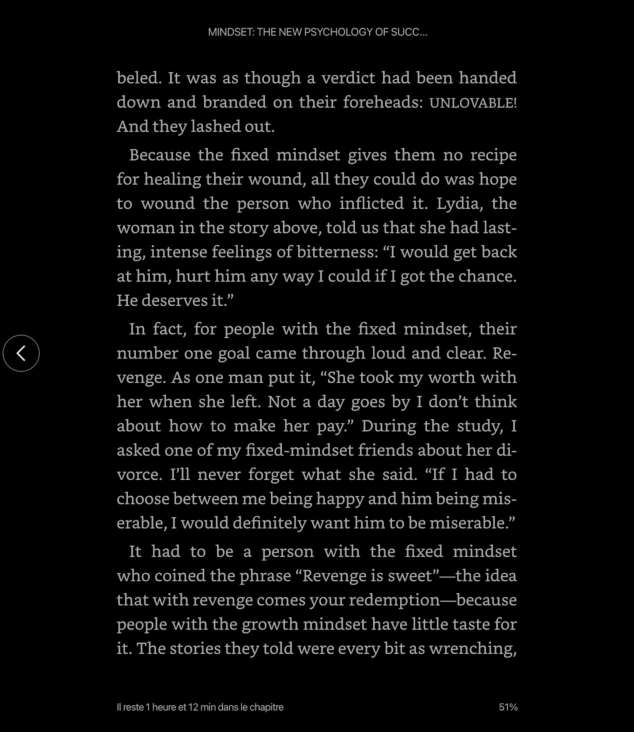 MINDSET: THE NEW PSYCHOLOGY OF SUCC...
beled. It was as though a verdict had been handed
down and branded on their foreheads: UNLOVABLE!
And they lashed out.
Because the fixed mindset gives them no recipe
for healing their wound, all they could do was hope
to wound the person who inflicted it. Lydia, the
woman in the story above, told us that she had last-
ing, intense feelings of bitterness: “I would get back
at him, hurt him any way I could if I got the chance.
He deserves it.”
In fact, for people with the fixed mindset, their
number one goal came through loud and clear. Re-
venge. As one man put it, “She took my worth with
her when she left. Not a day goes by I don’t think
about how to make her pay.” During the study, I
asked one of my fixed-mindset friends about her di-
vorce. I’ll never forget what she said. “If I had to
choose between me being happy and him being mis-
erable, I would definitely want him to be miserable.”
It had to be a person with the fixed mindset
who coined the phrase “Revenge is sweet”—the idea
that with revenge comes your redemption—because
people with the growth mindset have little taste for
it. The stories they told were every bit as wrenching,
Il reste 1 heure et 12 min dans le chapitre
51%